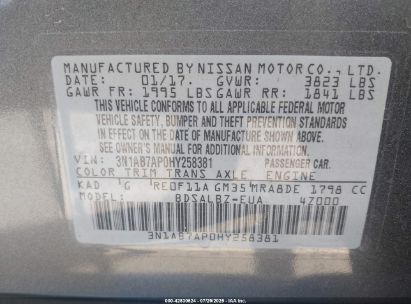 MANUFACTURED BY NISSAN MOTOR CO., LTD.
DATE: 01/17. GVWR: 3823 LBS
GAWR FR: 1995 LBS GAWR RR: 1841 LBS
THIS VEHICLE CONFORMS TO ALL APPLICABLE FEDERAL MOTOR
VEHICLE SAFETY, BUMPER AND THEFT PREVENTION STANDARDS
IN EFFECT ON THE DATE OF MANUFACTURE SHOWN ABOVE.
SEE OWNER'S MANUAL FOR ADDITIONAL INFORMATION.
VIN: 3N1AB7AP0HY258381 PASSENGER CAR.
COLOR TRIM TRANS AXLE ENGINE
KAD G RE0F11A GM35 MRA8DE 1798 CC
MODEL: BDSALBZ-EUA 47000
3N1AB7AP0HY258381